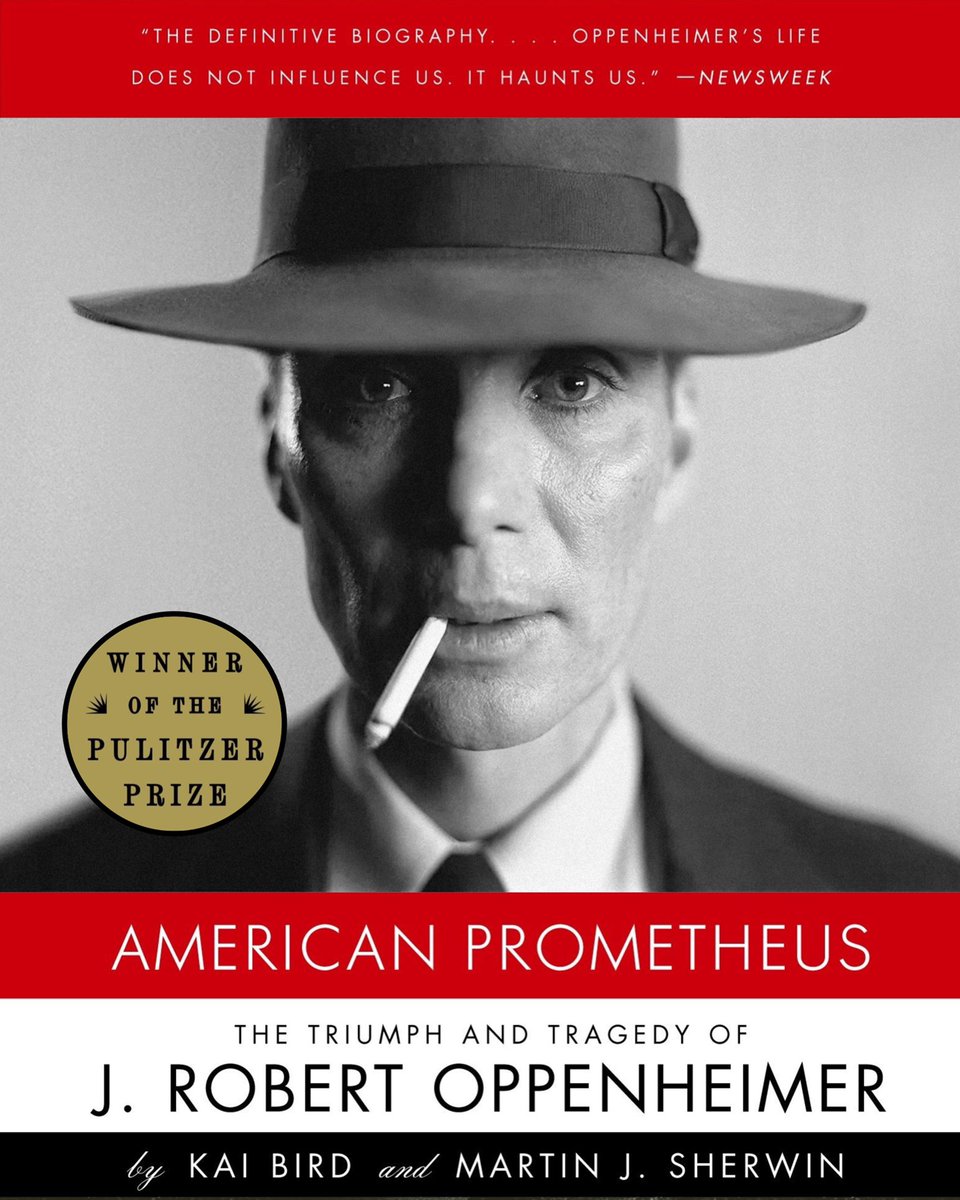 “THE DEFINITIVE BIOGRAPHY. . . . OPPENHEIMER’S LIFE
DOES NOT INFLUENCE US. IT HAUNTS US.” —NEWSWEEK
WINNER
OF THE
PULITZER
PRIZE
AMERICAN PROMETHEUS
THE TRIUMPH AND TRAGEDY OF
J. ROBERT OPPENHEIMER
by KAI BIRD and MARTIN J. SHERWIN